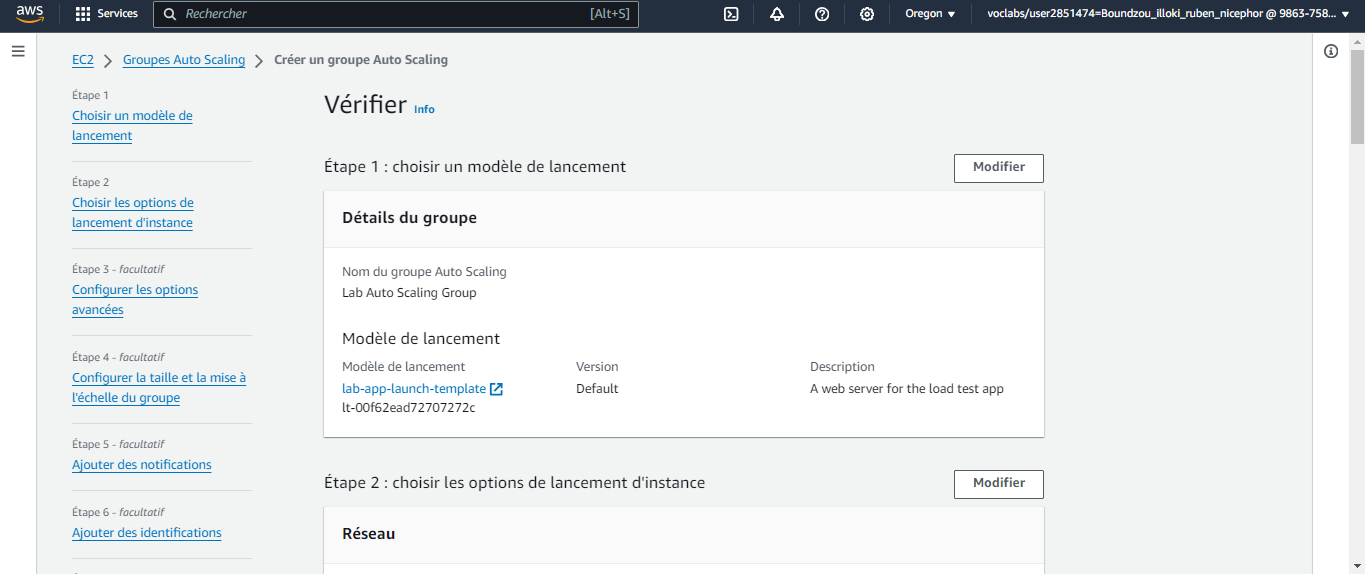 aws
Services
Rechercher
[Alt+S]
Oregon
voclabs/user2851474=Boundzou_illoki_ruben_nicephor @ 9863-758...
EC2
Groupes Auto Scaling
Créer un groupe Auto Scaling
Étape 1
Choisir un modèle de
lancement
Étape 2
Choisir les options de
lancement d'instance
Étape 3 - facultatif
Configurer les options
avancées
Étape 4 - facultatif
Configurer la taille et la mise à
l'échelle du groupe
Étape 5 - facultatif
Ajouter des notifications
Étape 6 - facultatif
Ajouter des identifications
Vérifier Info
Étape 1 : choisir un modèle de lancement
Modifier
Détails du groupe
Nom du groupe Auto Scaling
Lab Auto Scaling Group
Modèle de lancement
Modèle de lancement
lab-app-launch-template
lt-00f62ead72707272c
Version
Default
Description
A web server for the load test app
Étape 2 : choisir les options de lancement d'instance
Modifier
Réseau